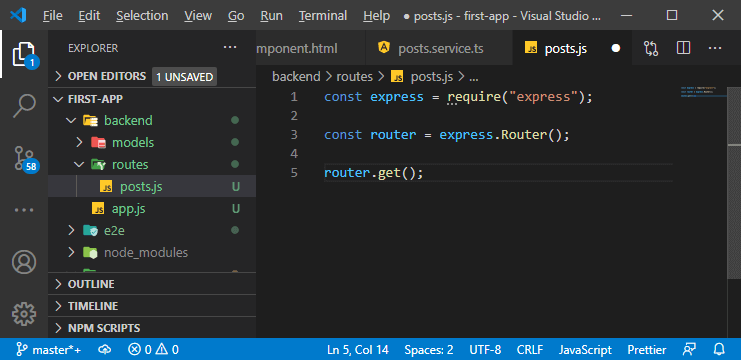 File Edit Selection View Go Run Terminal Help ● posts.js - first-app - Visual Studio ...
EXPLORER
OPEN EDITORS 1 UNSAVED
FIRST-APP
backend
models
routes
posts.js U
JS app.js U
e2e
node_modules
OUTLINE
TIMELINE
NPM SCRIPTS
1
58
mponent.html posts.service.ts JS posts.js ●
backend > routes > JS posts.js > ...
1 const express = require("express");
2
3 const router = express.Router();
4
5 router.get();
master*+ 0 0 Ln 5, Col 14 Spaces: 2 UTF-8 CRLF JavaScript Prettier